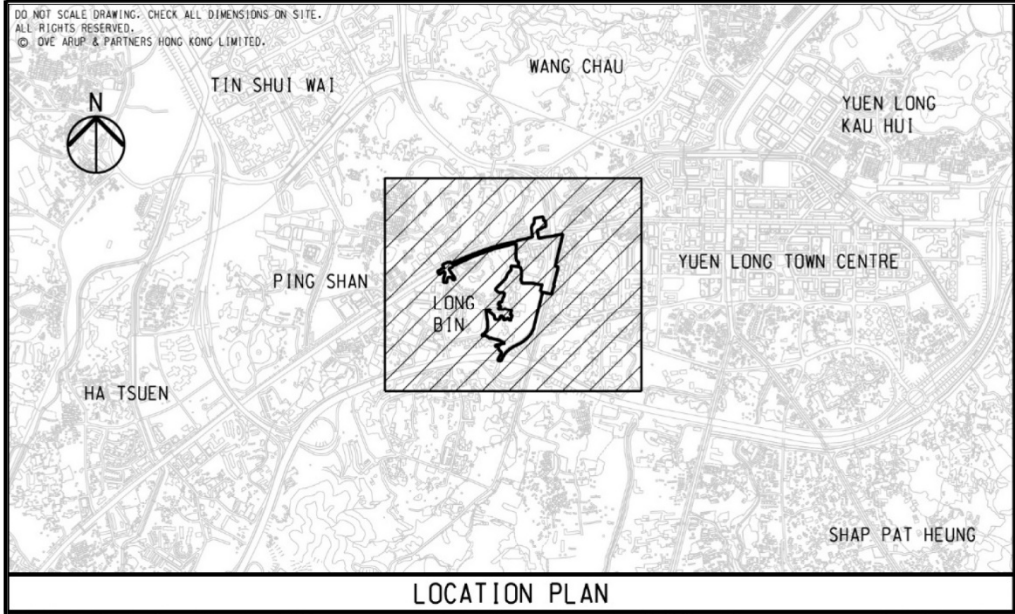 DO NOT SCALE DRAWING. CHECK ALL DIMENSIONS ON SITE.
ALL RIGHTS RESERVED.
© OVE ARUP & PARTNERS HONG KONG LIMITED.
WANG CHAU
TIN SHUI WAI
N
YUEN LONG
KAU HUI
YUEN LONG TOWN CENTRE
PING SHAN
LONG
BIN
HA TSUEN
SHAP PAT HEUNG
LOCATION PLAN